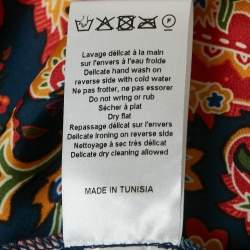 Lavage délicat à la main
sur l'envers à l'eau froide
Delicate hand wash on
reverse side with cold water
Ne pas frotter, ne pas essorer
Do not wring or rub
Sécher à plat
Dry flat
Repassage délicat sur l'envers
Delicate ironing on reverse side
Nettoyage à sec très délicat
Delicate dry cleaning allowed
MADE IN TUNISIA